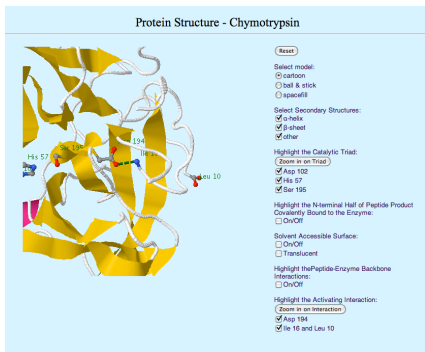 Protein Structure - Chymotrypsin
Reset
Select model:
cartoon
ball & stick
spacefill
Select Secondary Structures:
α-helix
β-sheet
other
Highlight the Catalytic Triad:
Zoom in on Triad
Asp 102
His 57
Ser 195
Highlight the N-terminal Half of Peptide Product
Covalently Bound to the Enzyme:
On/Off
Solvent Accessible Surface:
On/Off
Translucent
Highlight thePeptide-Enzyme Backbone
Interactions:
On/Off
Highlight the Activating Interaction:
Zoom in on Interaction
Asp 194
Ile 16 and Leu 10
Ser 195
194
His 57
Leu 10